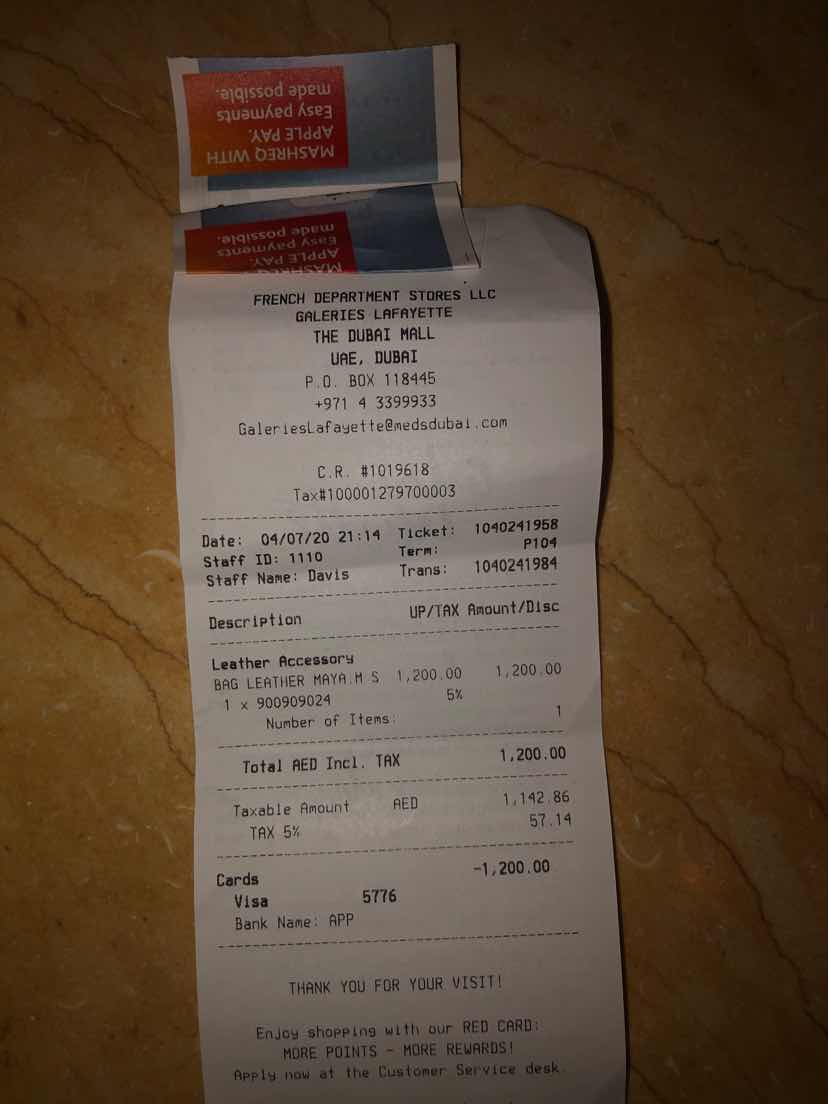 MASHREQ WITH
APPLE PAY.
Easy payments
made possible.
MASHREQ
APPLE PAY.
Easy payments
made possible.
FRENCH DEPARTMENT STORES LLC
GALERIES LAFAYETTE
THE DUBAI MALL
UAE, DUBAI
P.O. BOX 118445
+971 4 3399933
GaleriesLafayette@medsdubai.com
C.R. #1019618
Tax#100001279700003
Date: 04/07/20 21:14 Ticket: 1040241958
Staff ID: 1110 Term: P104
Staff Name: Davis Trans: 1040241984
Description UP/TAX Amount/Disc
Leather Accessory
BAG LEATHER MAYA.M S 1,200.00 1,200.00
1 x 900909024 5%
Number of Items: 1
Total AED Incl. TAX 1,200.00
Taxable Amount AED 1,142.86
TAX 5% 57.14
Cards -1,200.00
Visa 5776
Bank Name: APP
THANK YOU FOR YOUR VISIT!
Enjoy shopping with our RED CARD:
MORE POINTS - MORE REWARDS!
Apply now at the Customer Service desk.